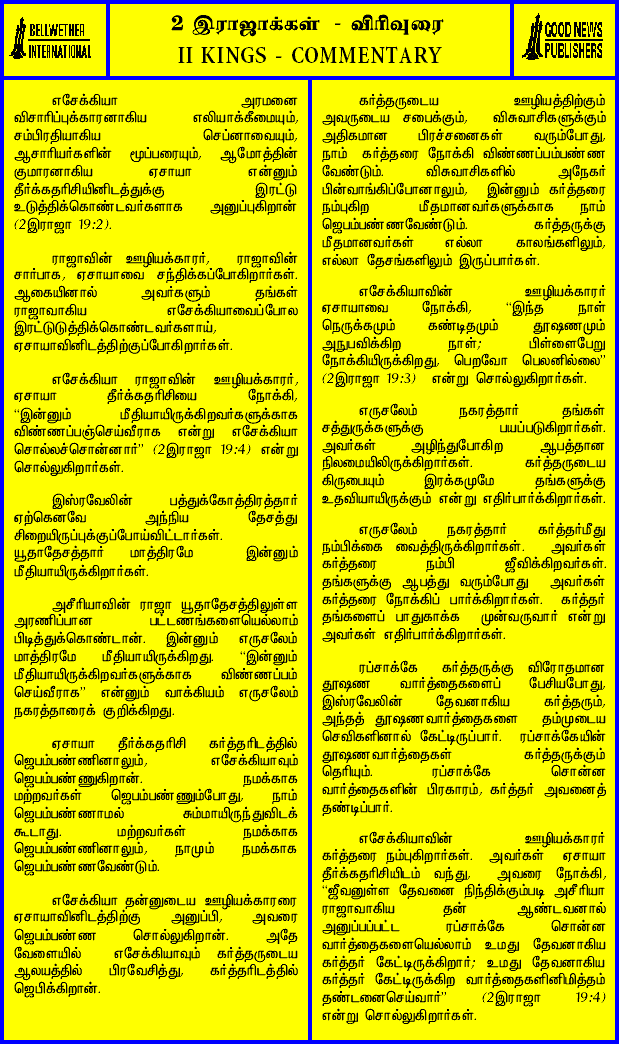 BELLWETHER
INTERNATIONAL
2 இராஜாக்கள் - விரிவுரை
II KINGS - COMMENTARY
GOOD NEWS
PUBLISHERS
எசேக்கியா அரமனை
விசாரிப்புக்காரனாகிய எலியாக்கீமையும்,
சம்பிரதியாகிய செப்னாவையும்,
ஆசாரியர்களின் மூப்பரையும், ஆமோத்தின்
குமாரனாகிய ஏசாயா என்னும்
தீர்க்கதரிசியினிடத்துக்கு இரட்டு
உடுத்திக்கொண்டவர்களாக அனுப்புகிறான்
(2இராஜா 19:2).
ராஜாவின் ஊழியக்காரர், ராஜாவின்
சார்பாக, ஏசாயாவை சந்திக்கப்போகிறார்கள்.
ஆகையினால் அவர்களும் தங்கள்
ராஜாவாகிய எசேக்கியாவைப்போல
இரட்டுடுத்திக்கொண்டவர்களாய்,
ஏசாயாவினிடத்திற்குப்போகிறார்கள்.
எசேக்கியா ராஜாவின் ஊழியக்காரர்,
ஏசாயா தீர்க்கதரிசியை நோக்கி,
“இன்னும் மீதியாயிருக்கிறவர்களுக்காக
விண்ணப்பஞ்செய்வீராக என்று எசேக்கியா
சொல்லச்சொன்னார்” (2இராஜா 19:4) என்று
சொல்லுகிறார்கள்.
இஸ்ரவேலின் பத்துக்கோத்திரத்தார்
ஏற்கெனவே அந்நிய தேசத்து
சிறையிருப்புக்குப்போய்விட்டார்கள்.
யூதாதேசத்தார் மாத்திரமே இன்னும்
மீதியாயிருக்கிறார்கள்.
அசீரியாவின் ராஜா யூதாதேசத்திலுள்ள
அரணிப்பான பட்டணங்களையெல்லாம்
பிடித்துக்கொண்டான். இன்னும் எருசலேம்
மாத்திரமே மீதியாயிருக்கிறது. “இன்னும்
மீதியாயிருக்கிறவர்களுக்காக விண்ணப்பம்
செய்வீராக” என்னும் வாக்கியம் எருசலேம்
நகரத்தாரைக் குறிக்கிறது.
ஏசாயா தீர்க்கதரிசி கர்த்தரிடத்தில்
ஜெபம்பண்ணினாலும், எசேக்கியாவும்
ஜெபம்பண்ணுகிறான். நமக்காக
மற்றவர்கள் ஜெபம்பண்ணும்போது, நாம்
ஜெபம்பண்ணாமல் சும்மாயிருந்துவிடக்
கூடாது. மற்றவர்கள் நமக்காக
ஜெபம்பண்ணினாலும், நாமும் நமக்காக
ஜெபம்பண்ணவேண்டும்.
எசேக்கியா தன்னுடைய ஊழியக்காரரை
ஏசாயாவினிடத்திற்கு அனுப்பி, அவரை
ஜெபம்பண்ண சொல்லுகிறான். அதே
வேளையில் எசேக்கியாவும் கர்த்தருடைய
ஆலயத்தில் பிரவேசித்து, கர்த்தரிடத்தில்
ஜெபிக்கிறான்.
கர்த்தருடைய ஊழியத்திற்கும்
அவருடைய சபைக்கும், விசுவாசிகளுக்கும்
அதிகமான பிரச்சனைகள் வரும்போது,
நாம் கர்த்தரை நோக்கி விண்ணப்பம்பண்ண
வேண்டும். விசுவாசிகளில் அநேகர்
பின்வாங்கிப்போனாலும், இன்னும் கர்த்தரை
நம்புகிற மீதமானவர்களுக்காக நாம்
ஜெபம்பண்ணவேண்டும். கர்த்தருக்கு
மீதமானவர்கள் எல்லா காலங்களிலும்,
எல்லா தேசங்களிலும் இருப்பார்கள்.
எசேக்கியாவின் ஊழியக்காரர்
ஏசாயாவை நோக்கி, “இந்த நாள்
நெருக்கமும் கண்டிதமும் தூஷணமும்
அநுபவிக்கிற நாள்; பிள்ளைபேறு
நோக்கியிருக்கிறது, பெறவோ பெலனில்லை”
(2இராஜா 19:3) என்று சொல்லுகிறார்கள்.
எருசலேம் நகரத்தார் தங்கள்
சத்துருக்களுக்கு பயப்படுகிறார்கள்.
அவர்கள் அழிந்துபோகிற ஆபத்தான
நிலமையிலிருக்கிறார்கள். கர்த்தருடைய
கிருபையும் இரக்கமுமே தங்களுக்கு
உதவியாயிருக்கும் என்று எதிர்பார்க்கிறார்கள்.
எருசலேம் நகரத்தார் கர்த்தர்மீது
நம்பிக்கை வைத்திருக்கிறார்கள். அவர்கள்
கர்த்தரை நம்பி ஜீவிக்கிறவர்கள்.
தங்களுக்கு ஆபத்து வரும்போது அவர்கள்
கர்த்தரை நோக்கிப் பார்க்கிறார்கள். கர்த்தர்
தங்களைப் பாதுகாக்க முன்வருவார் என்று
அவர்கள் எதிர்பார்க்கிறார்கள்.
ரப்சாக்கே கர்த்தருக்கு விரோதமான
தூஷண வார்த்தைகளைப் பேசியபோது,
இஸ்ரவேலின் தேவனாகிய கர்த்தரும்,
அந்தத் தூஷணவார்த்தைகளை தம்முடைய
செவிகளினால் கேட்டிருப்பார். ரப்சாக்கேயின்
தூஷணவார்த்தைகள் கர்த்தருக்கும்
தெரியும். ரப்சாக்கே சொன்ன
வார்த்தைகளின் பிரகாரம், கர்த்தர் அவனைத்
தண்டிப்பார்.
எசேக்கியாவின் ஊழியக்காரர்
கர்த்தரை நம்புகிறார்கள். அவர்கள் ஏசாயா
தீர்க்கதரிசியிடம் வந்து, அவரை நோக்கி,
“ஜீவனுள்ள தேவனை நிந்திக்கும்படி அசீரியா
ராஜாவாகிய தன் ஆண்டவனால்
அனுப்பப்பட்ட ரப்சாக்கே சொன்ன
வார்த்தைகளையெல்லாம் உமது தேவனாகிய
கர்த்தர் கேட்டிருக்கிறார்; உமது தேவனாகிய
கர்த்தர் கேட்டிருக்கிற வார்த்தைகளினிமித்தம்
தண்டனைசெய்வார்” (2இராஜா 19:4)
என்று சொல்லுகிறார்கள்.